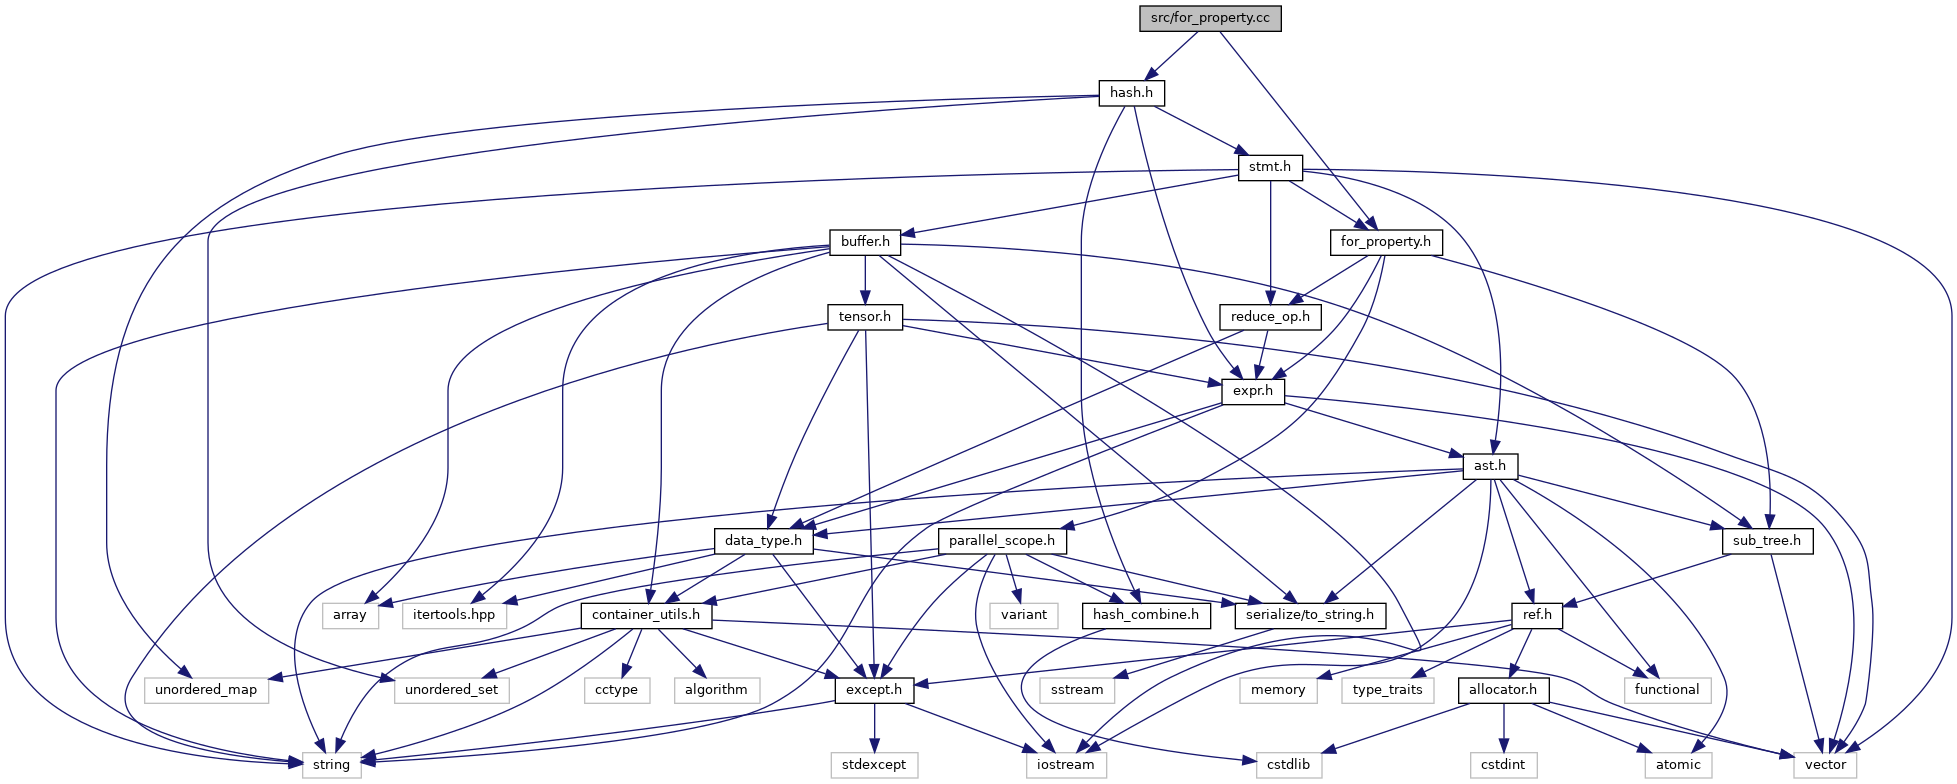 src/for_property.cc
hash.h
stmt.h
buffer.h
for_property.h
tensor.h
reduce_op.h
expr.h
ast.h
data_type.h
parallel_scope.h
sub_tree.h
array
itertools.hpp
container_utils.h
variant
hash_combine.h
serialize/to_string.h
ref.h
unordered_map
unordered_set
cctype
algorithm
except.h
sstream
memory
type_traits
allocator.h
functional
string
stdexcept
iostream
cstdlib
cstdint
atomic
vector